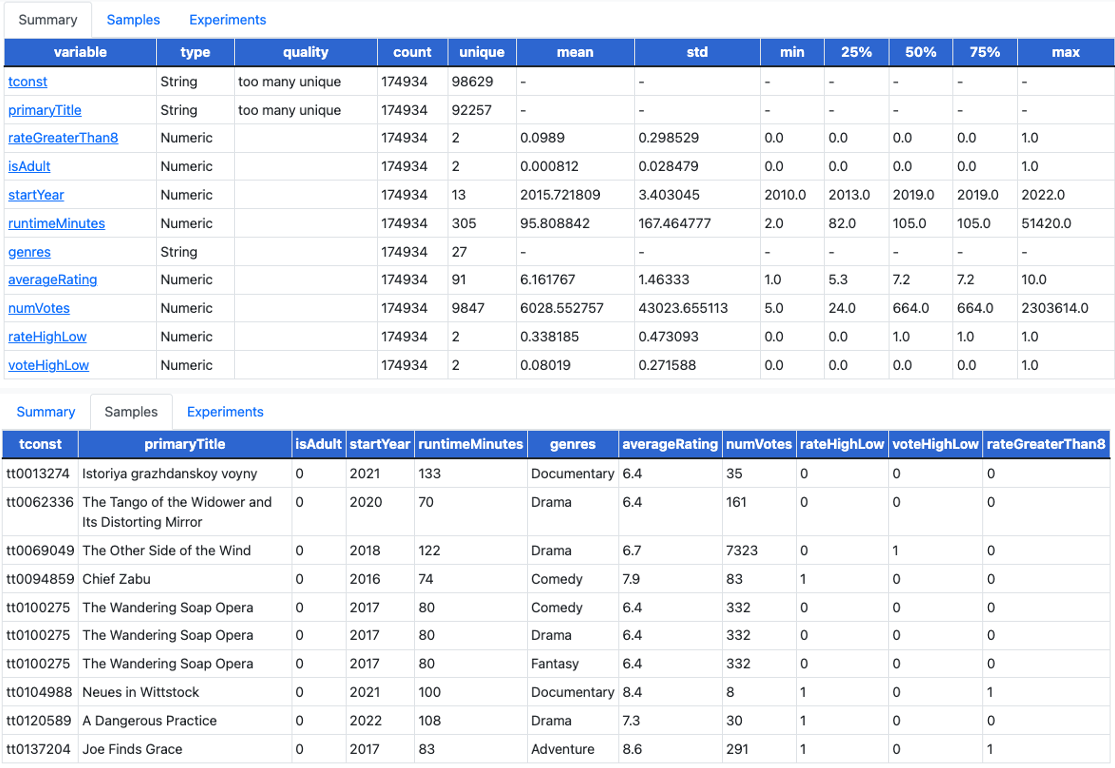 Summary Samples Experiments
variable type quality count unique mean std min 25% 50% 75% max
tconst String too many unique 174934 98629 - - - - - - -
primaryTitle String too many unique 174934 92257 - - - - - - -
rateGreaterThan8 Numeric 174934 2 0.0989 0.298529 0.0 0.0 0.0 0.0 1.0
isAdult Numeric 174934 2 0.000812 0.028479 0.0 0.0 0.0 0.0 1.0
startYear Numeric 174934 13 2015.721809 3.403045 2010.0 2013.0 2019.0 2019.0 2022.0
runtimeMinutes Numeric 174934 305 95.808842 167.464777 2.0 82.0 105.0 105.0 51420.0
genres String 174934 27 - - - - - - -
averageRating Numeric 174934 91 6.161767 1.46333 1.0 5.3 7.2 7.2 10.0
numVotes Numeric 174934 9847 6028.552757 43023.655113 5.0 24.0 664.0 664.0 2303614.0
rateHighLow Numeric 174934 2 0.338185 0.473093 0.0 0.0 1.0 1.0 1.0
voteHighLow Numeric 174934 2 0.08019 0.271588 0.0 0.0 0.0 0.0 1.0
Summary Samples Experiments
tconst primaryTitle isAdult startYear runtimeMinutes genres averageRating numVotes rateHighLow voteHighLow rateGreaterThan8
tt0013274 Istoriya grazhdanskoy voyny 0 2021 133 Documentary 6.4 35 0 0 0
tt0062336 The Tango of the Widower and 0 2020 70 Drama 6.4 161 0 0 0
Its Distorting Mirror
tt0069049 The Other Side of the Wind 0 2018 122 Drama 6.7 7323 0 1 0
tt0094859 Chief Zabu 0 2016 74 Comedy 7.9 83 1 0 0
tt0100275 The Wandering Soap Opera 0 2017 80 Comedy 6.4 332 0 0 0
tt0100275 The Wandering Soap Opera 0 2017 80 Drama 6.4 332 0 0 0
tt0100275 The Wandering Soap Opera 0 2017 80 Fantasy 6.4 332 0 0 0
tt0104988 Neues in Wittstock 0 2021 100 Documentary 8.4 8 1 0 1
tt0120589 A Dangerous Practice 0 2022 108 Drama 7.3 30 1 0 0
tt0137204 Joe Finds Grace 0 2017 83 Adventure 8.6 291 1 0 1